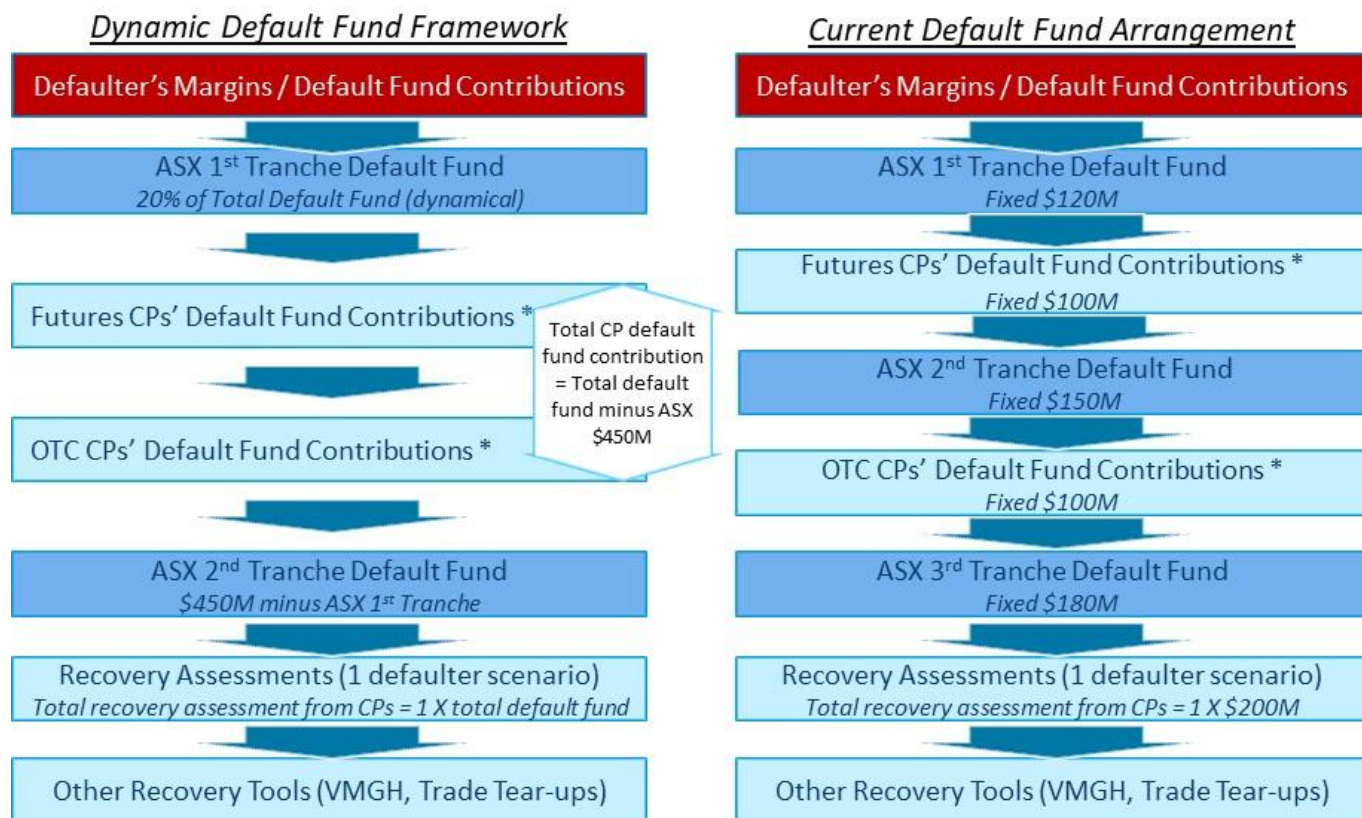 Dynamic Default Fund Framework
Defaulter's Margins / Default Fund Contributions
ASX 1st Tranche Default Fund
20% of Total Default Fund (dynamical)
Futures CPs' Default Fund Contributions *
OTC CPs' Default Fund Contributions *
Total CP default
fund contribution
= Total default
fund minus ASX
$450M
ASX 2nd Tranche Default Fund
$450M minus ASX 1st Tranche
Recovery Assessments (1 defaulter scenario)
Total recovery assessment from CPs = 1 X total default fund
Other Recovery Tools (VMGH, Trade Tear-ups)
Current Default Fund Arrangement
Defaulter's Margins / Default Fund Contributions
ASX 1st Tranche Default Fund
Fixed $120M
Futures CPs' Default Fund Contributions *
Fixed $100M
ASX 2nd Tranche Default Fund
Fixed $150M
OTC CPs' Default Fund Contributions *
Fixed $100M
ASX 3rd Tranche Default Fund
Fixed $180M
Recovery Assessments (1 defaulter scenario)
Total recovery assessment from CPs = 1 X $200M
Other Recovery Tools (VMGH, Trade Tear-ups)